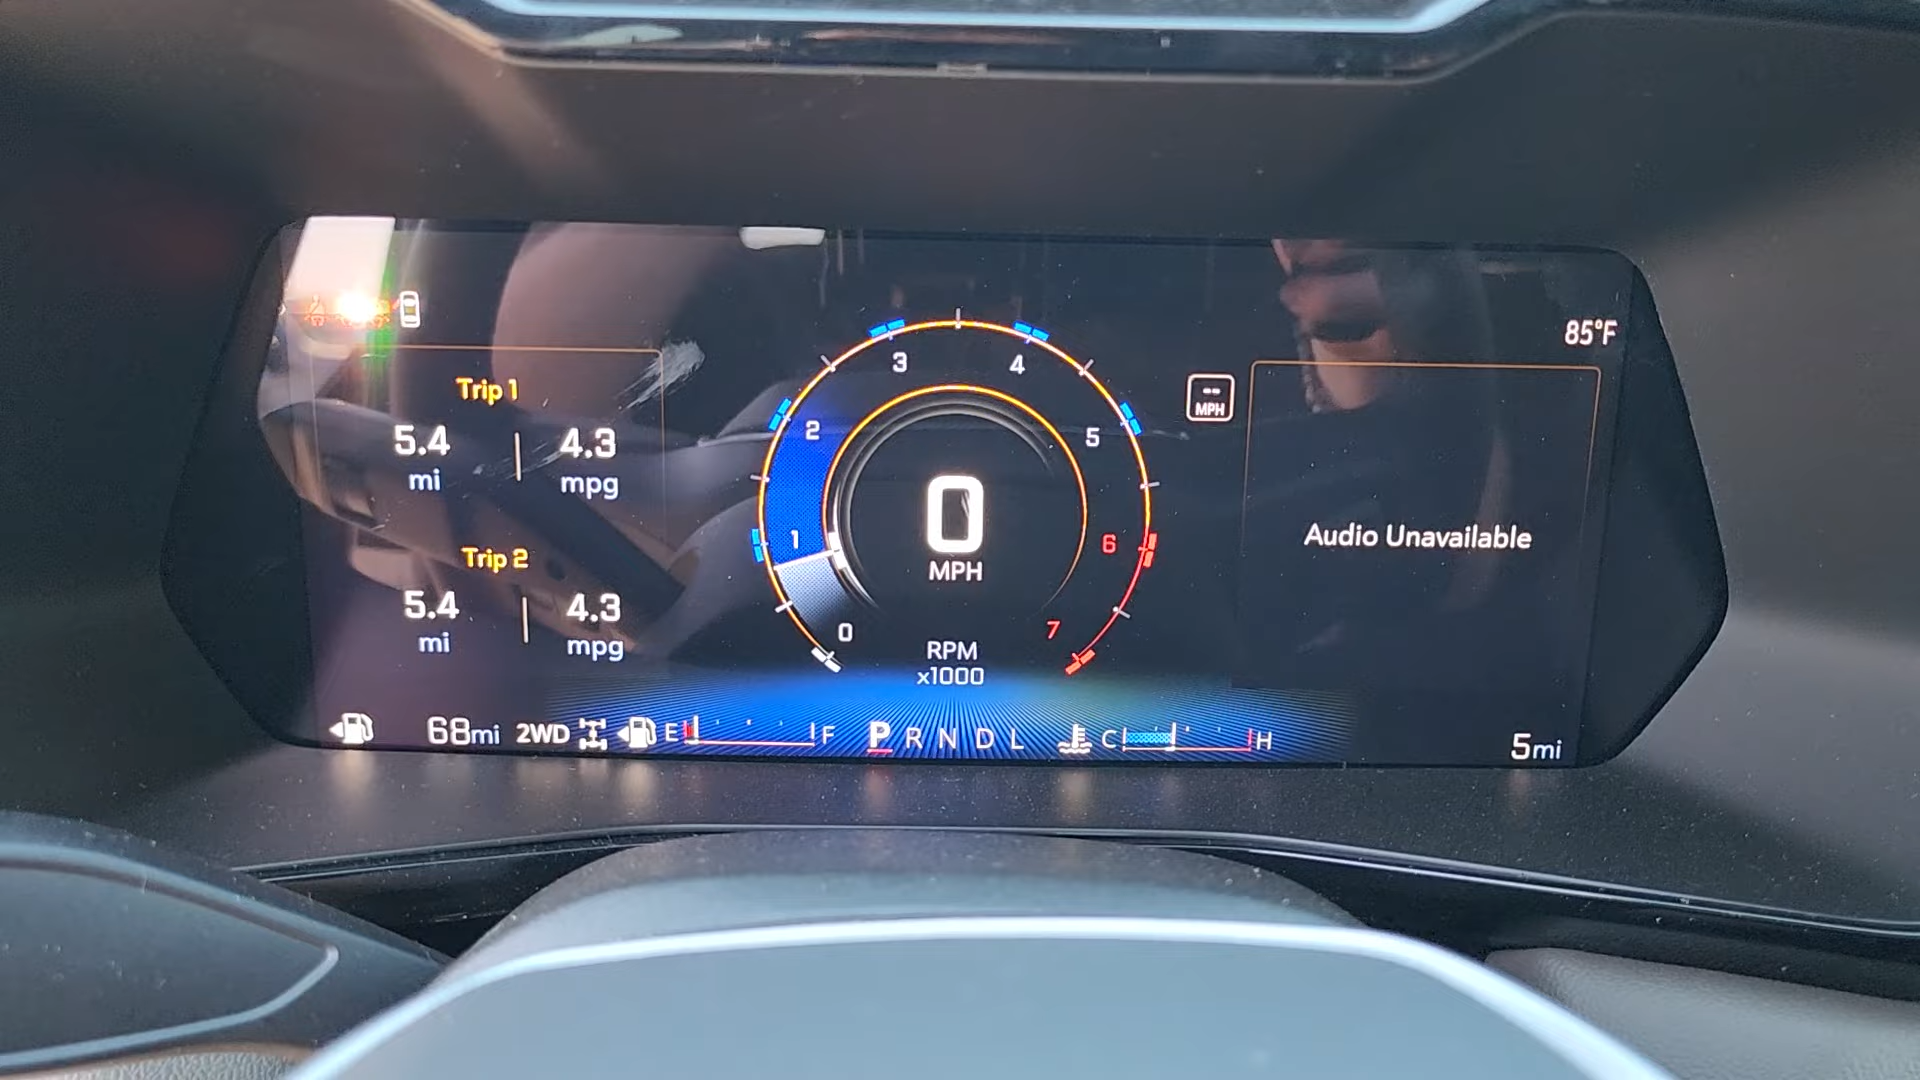 85°F
Trip 1
5.4
mi
4.3
mpg
Trip 2
5.4
mi
4.3
mpg
0
1
2
3
4
5
6
7
0
MPH
RPM
x1000
--
MPH
Audio Unavailable
68mi 2WD E F P R N D L C H 5mi